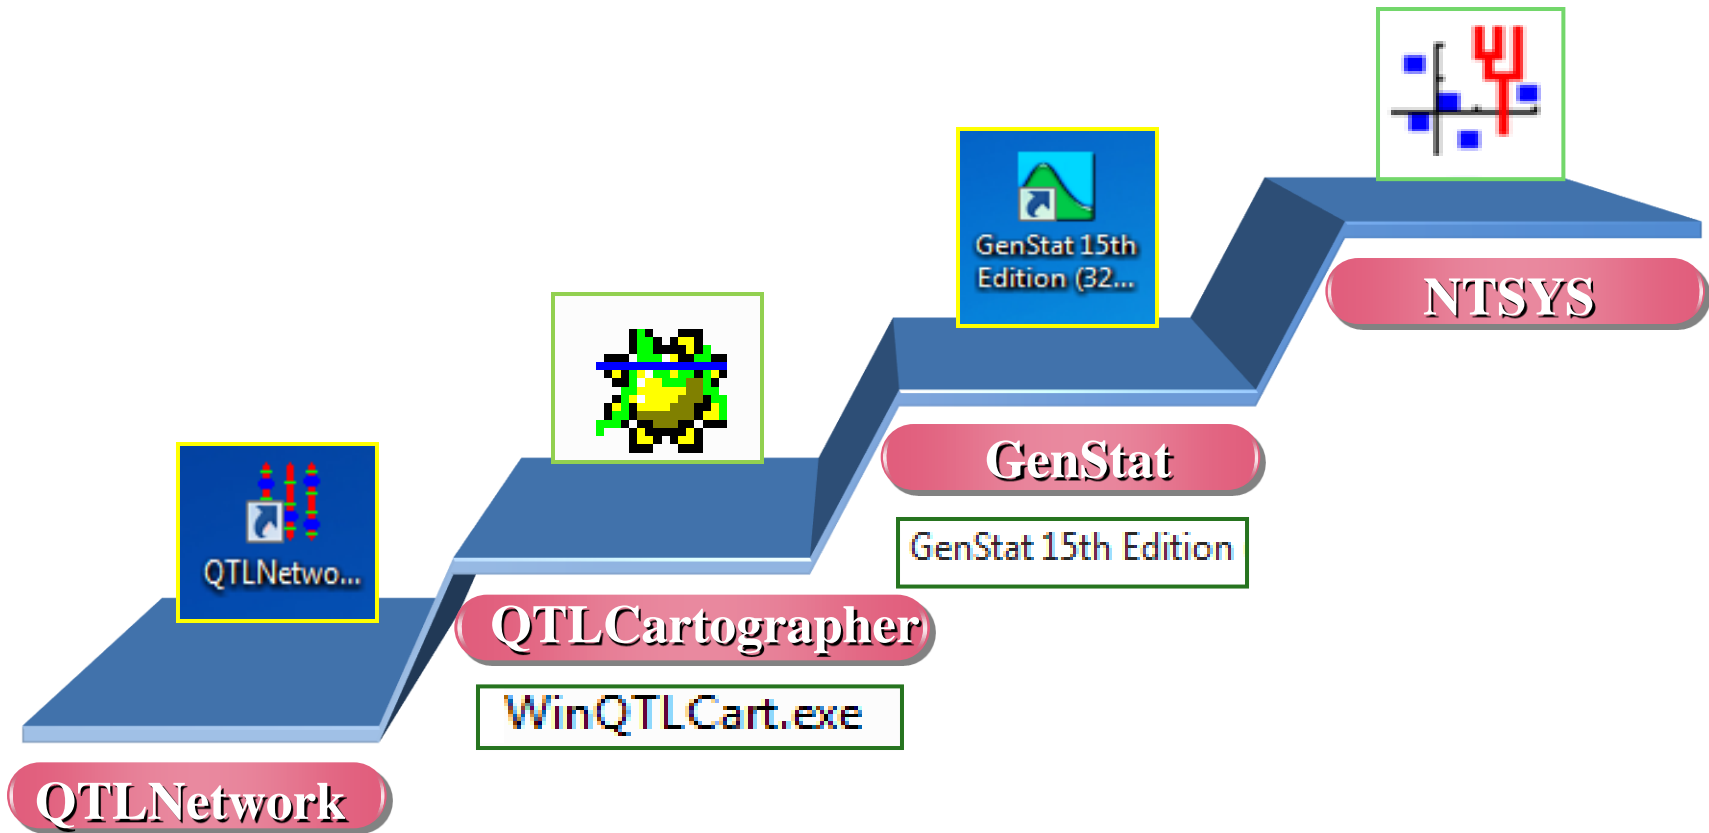 GenStat 15th
Edition (32...
NTSYS
GenStat
GenStat 15th Edition
QTLNetwo...
QTLCartographer
WinQTLCart.exe
QTLNetwork